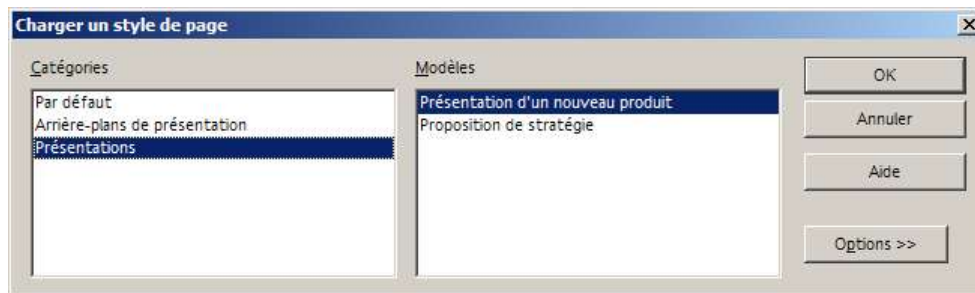 Charger un style de page
Catégories
Par défaut
Arrière-plans de présentation
Présentations
Modèles
Présentation d'un nouveau produit
Proposition de stratégie
OK
Annuler
Aide
Options >>